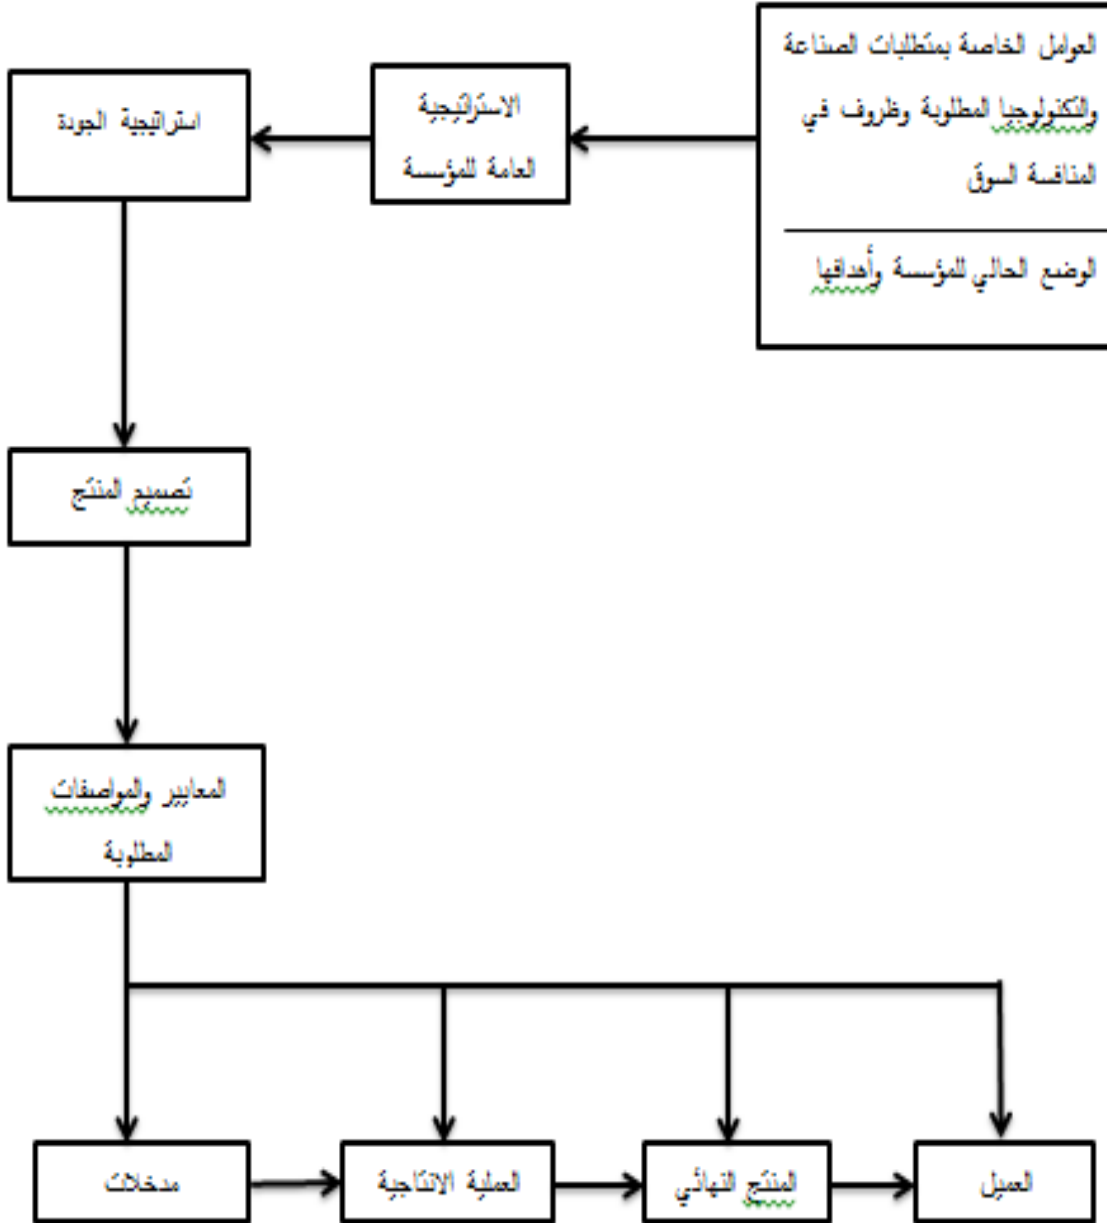 العوامل الخاصة بمتطلبات الصناعة
والتكنولوجيا المطلوبة وظروف في
المنافسة السوق
الوضع الحالي للمؤسسة وأهدافها
الاستراتيجية
العامة للمؤسسة
استراتيجية الجودة
تصميم المنتج
المعايير والمواصفات
المطلوبة
مدخلات
العملية الانتاجية
المنتج النهائي
العميل